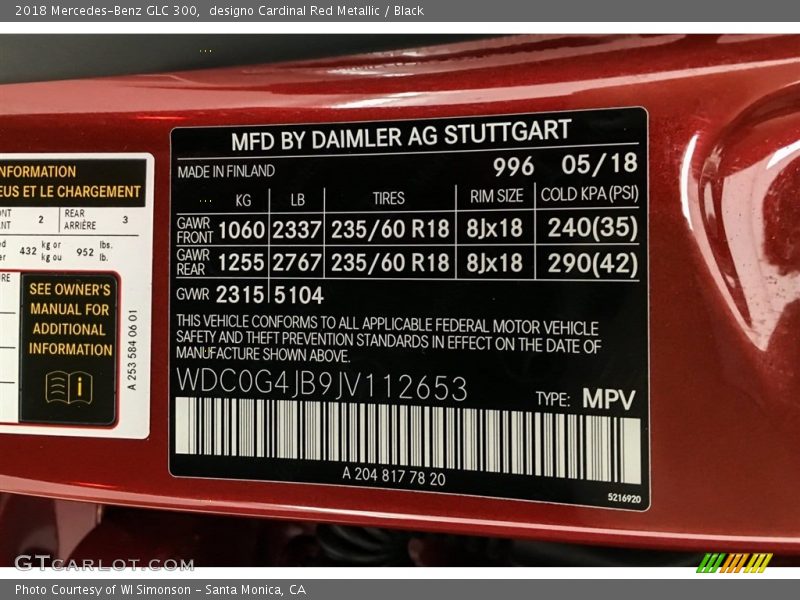 2018 Mercedes-Benz GLC 300, designo Cardinal Red Metallic / Black
MFD BY DAIMLER AG STUTTGART
MADE IN FINLAND 996 05/18
KG LB TIRES RIM SIZE COLD KPA (PSI)
GAWR FRONT 1060 2337 235/60 R18 8Jx18 240(35)
GAWR REAR 1255 2767 235/60 R18 8Jx18 290(42)
GVWR 2315 5104
THIS VEHICLE CONFORMS TO ALL APPLICABLE FEDERAL MOTOR VEHICLE
SAFETY AND THEFT PREVENTION STANDARDS IN EFFECT ON THE DATE OF
MANUFACTURE SHOWN ABOVE.
WDC0G4JB9JV112653
TYPE: MPV
A 204 817 78 20
5216920
NFORMATION
EUS ET LE CHARGEMENT
2 REAR ARRIÈRE 3
432 kg or kg ou 952 lbs. lb.
SEE OWNER'S
MANUAL FOR
ADDITIONAL
INFORMATION
A 253 584 06 01
GTCARLOT.COM
Photo Courtesy of WI Simonson - Santa Monica, CA